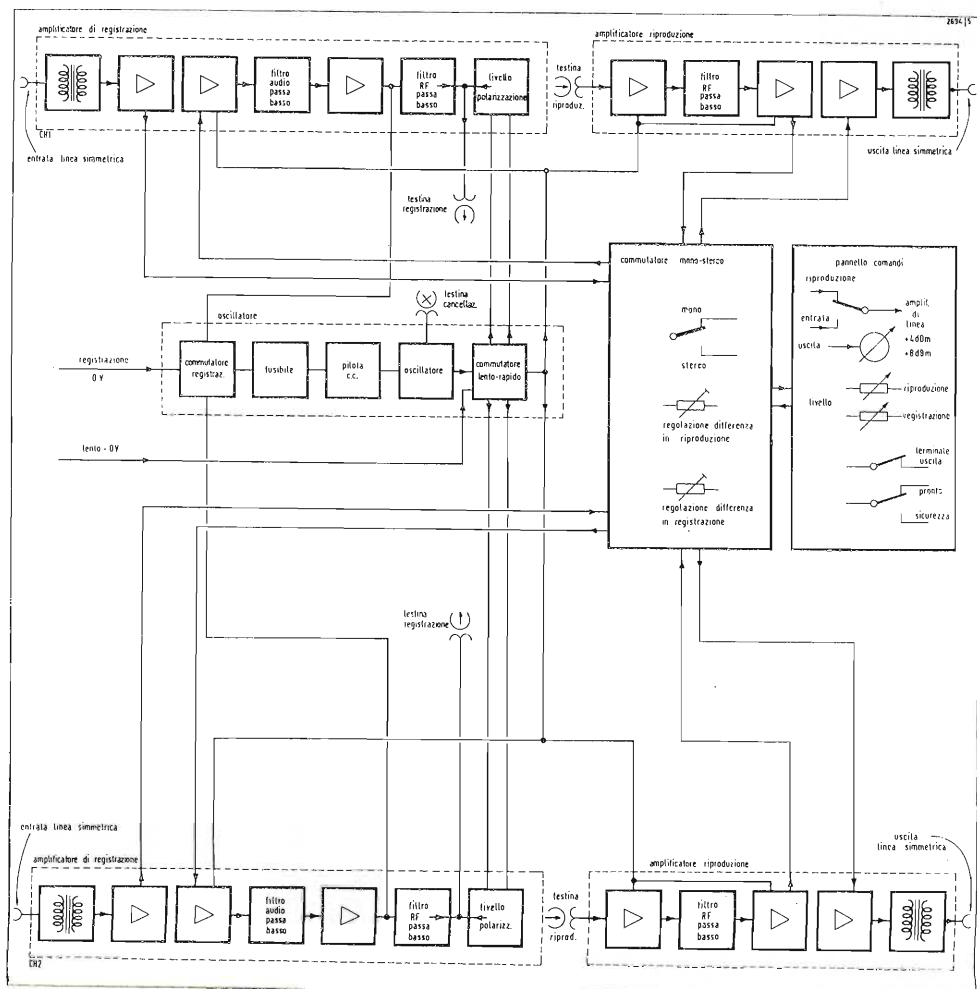 2694|5
amplificatore di registrazione
amplificatore riproduzione
filtro
audio
passa
basso
filtro
RF
passa
basso
livello
polarizzazione
testina
riproduz.
filtro
RF
passa
basso
CH1
entrata linea simmetrica
uscita linea simmetrica
testina
registrazione
commutatore mono-stereo
pannello comandi
riproduzione
entrata
amplif.
di
linea
+4dBm
+8dBm
uscita
mono
stereo
testina
cancellaz.
oscillatore
registrazione
0V
commutatore
registraz.
fusibile
pilota
c.c.
oscillatore
commutatore
lento-rapido
livello
riproduzione
registrazione
regolazione differenza
in riproduzione
lento - 0V
terminale
uscita
pronto
sicurezza
regolazione differenza
in registrazione
testina
registrazione
entrata linea simmetrica
uscita
linea simmetrica
amplificatore di registrazione
amplificatore riproduzione
filtro
audio
passa
basso
filtro
RF
passa
basso
livello
polarizz.
testina
riprod.
filtro
RF
passa
basso
CH2